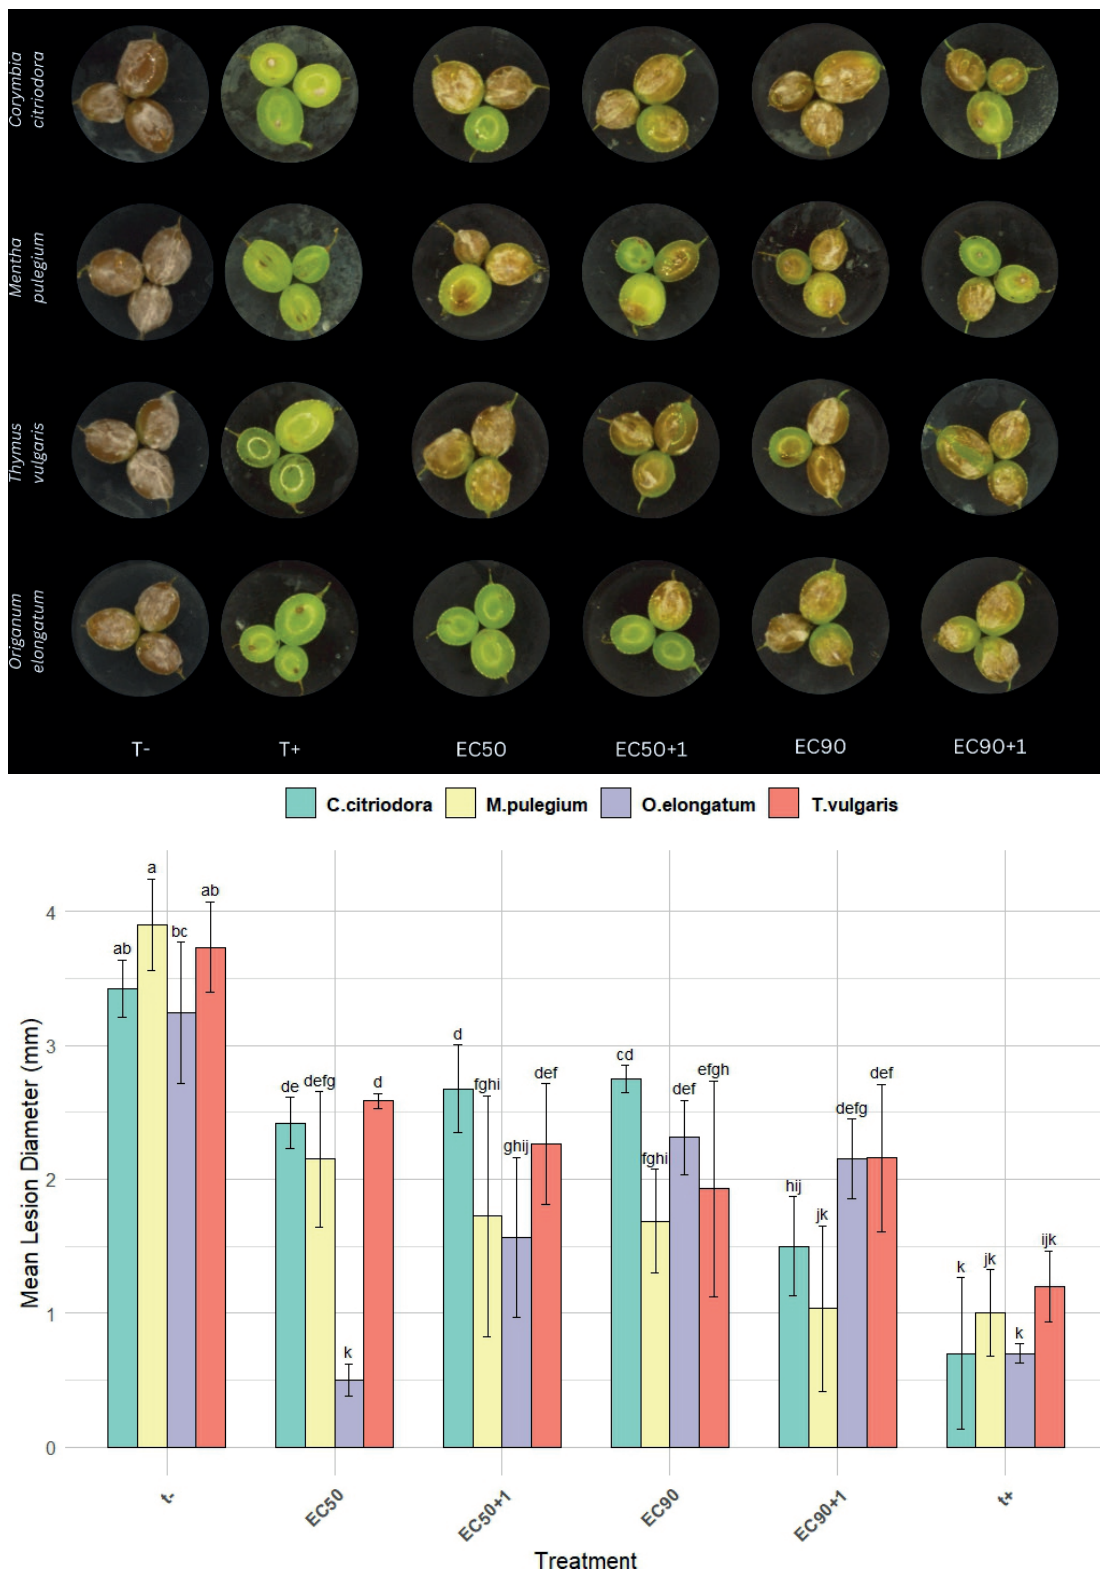 Corymbia
citriodora
Mentha
pulegium
Thymus
vulgaris
Origanum
elongatum
T- T+ EC50 EC50+1 EC90 EC90+1
C.citriodora M.pulegium O.elongatum T.vulgaris
Mean Lesion Diameter (mm)
4
3
2
1
0
ab a bc ab
de defg k d
d fghi ghij def
cd fghi def efgh
hij jk defg def
k jk k ijk
t- EC50 EC50+1 EC90 EC90+1 t+
Treatment